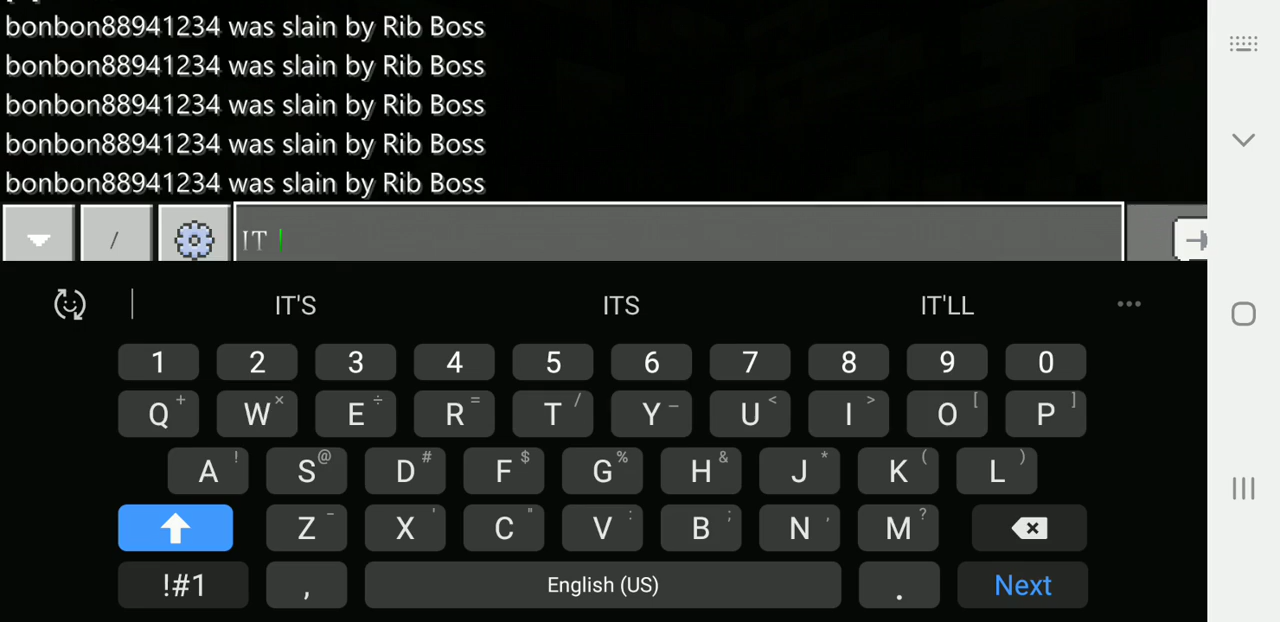 bonbon88941234 was slain by Rib Boss
bonbon88941234 was slain by Rib Boss
bonbon88941234 was slain by Rib Boss
bonbon88941234 was slain by Rib Boss
bonbon88941234 was slain by Rib Boss
/ IT
IT'S ITS IT'LL
1 2 3 4 5 6 7 8 9 0
Q + W × E ÷ R = T / Y _ U < I > O [ P ]
A ! S @ D # F $ G % H & J * K ( L )
Z - X ' C " V : B ; N , M ?
!#1 , English (US) . Next